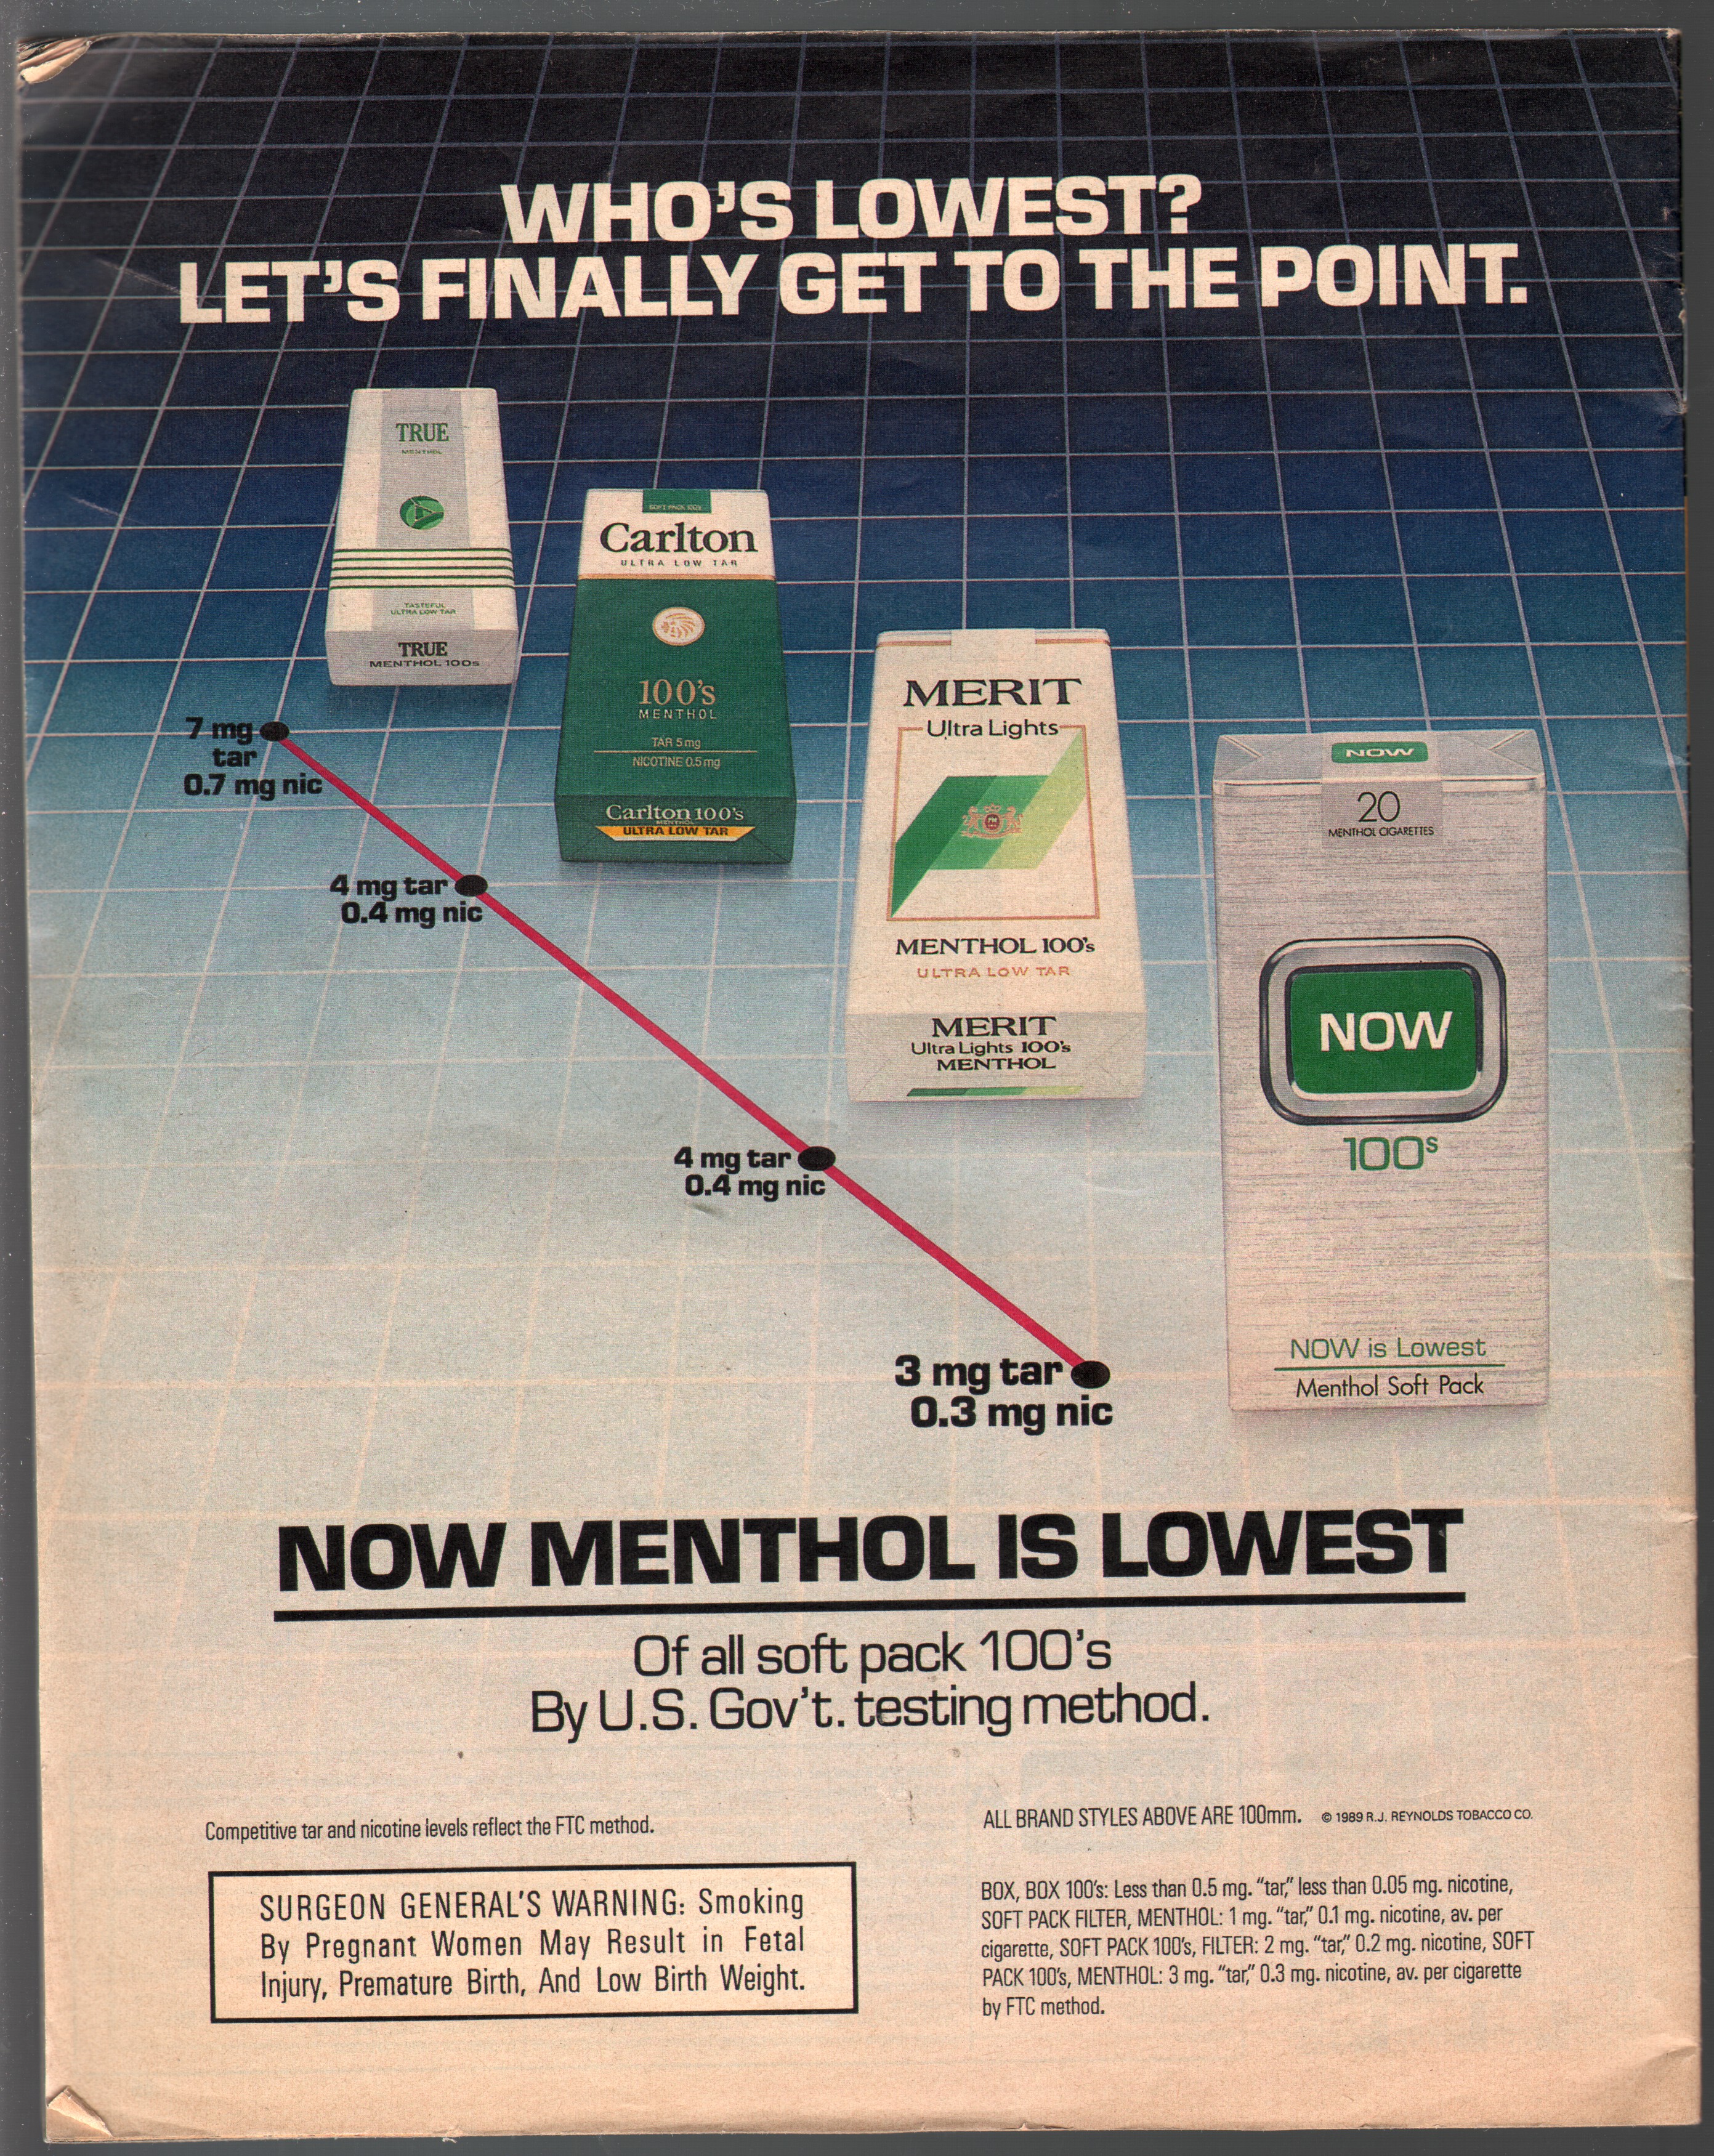 WHO'S LOWEST?
LET'S FINALLY GET TO THE POINT.
TRUE
MENTHOL
TASTEFUL
ULTRA LOW TAR
TRUE
MENTHOL 100s
7 mg
tar
0.7 mg nic
SOFT PACK 100's
Carlton
ULTRA LOW TAR
100's
MENTHOL
TAR 5 mg
NICOTINE 0.5 mg
Carlton 100's
MENTHOL
ULTRA LOW TAR
4 mg tar
0.4 mg nic
MERIT
Ultra Lights
PM
MENTHOL 100's
ULTRA LOW TAR
MERIT
Ultra Lights 100's
MENTHOL
4 mg tar
0.4 mg nic
NOW
20
MENTHOL CIGARETTES
NOW
100s
NOW is Lowest
Menthol Soft Pack
3 mg tar
0.3 mg nic
NOW MENTHOL IS LOWEST
Of all soft pack 100's
By U.S. Gov't. testing method.
Competitive tar and nicotine levels reflect the FTC method.
SURGEON GENERAL'S WARNING: Smoking
By Pregnant Women May Result in Fetal
Injury, Premature Birth, And Low Birth Weight.
ALL BRAND STYLES ABOVE ARE 100mm. © 1989 R.J. REYNOLDS TOBACCO CO.
BOX, BOX 100's: Less than 0.5 mg. "tar," less than 0.05 mg. nicotine,
SOFT PACK FILTER, MENTHOL: 1 mg. "tar," 0.1 mg. nicotine, av. per
cigarette, SOFT PACK 100's, FILTER: 2 mg. "tar," 0.2 mg. nicotine, SOFT
PACK 100's, MENTHOL: 3 mg. "tar," 0.3 mg. nicotine, av. per cigarette
by FTC method.